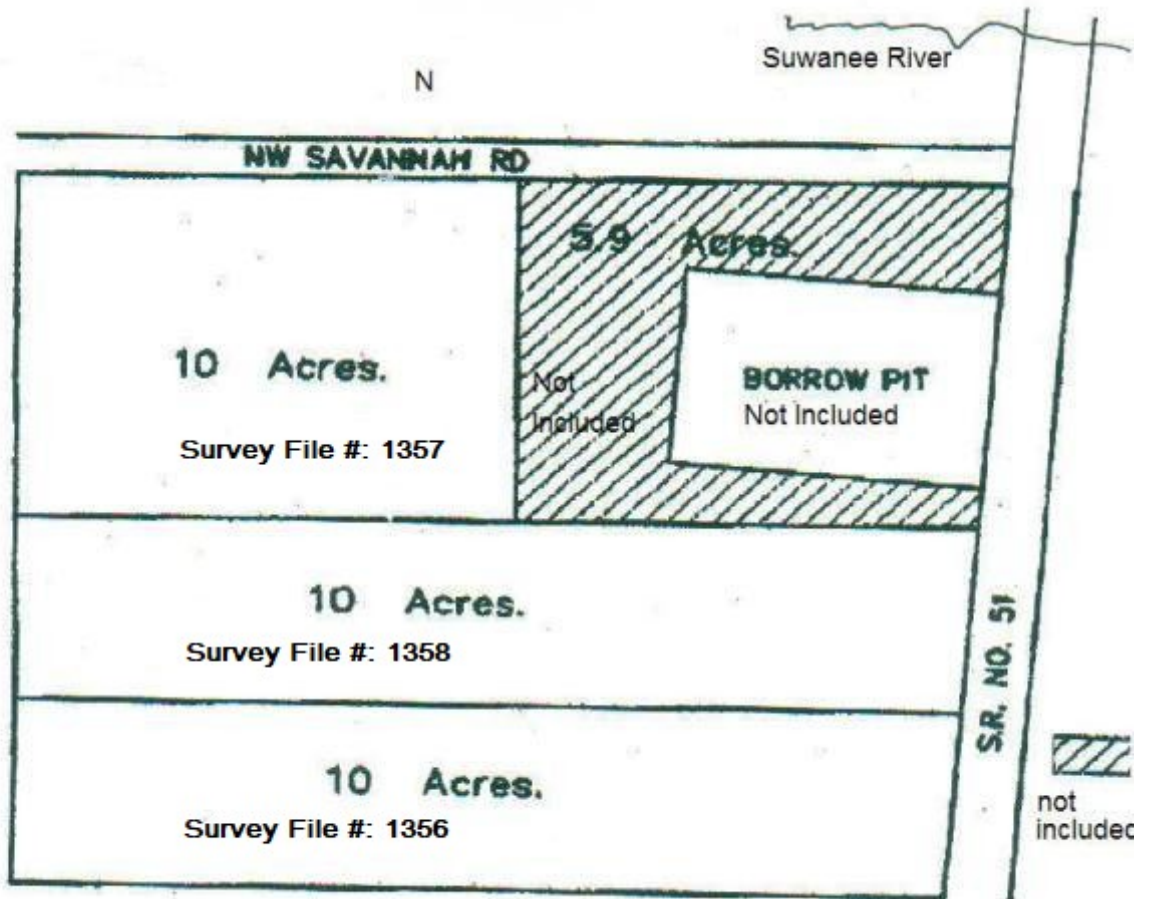 Suwanee River
N
NW SAVANNAH RD
5.9 Acres.
10 Acres.
Not
Included
BORROW PIT
Not Included
Survey File #: 1357
10 Acres.
Survey File #: 1358
S.R. NO. 51
10 Acres.
Survey File #: 1356
not
included